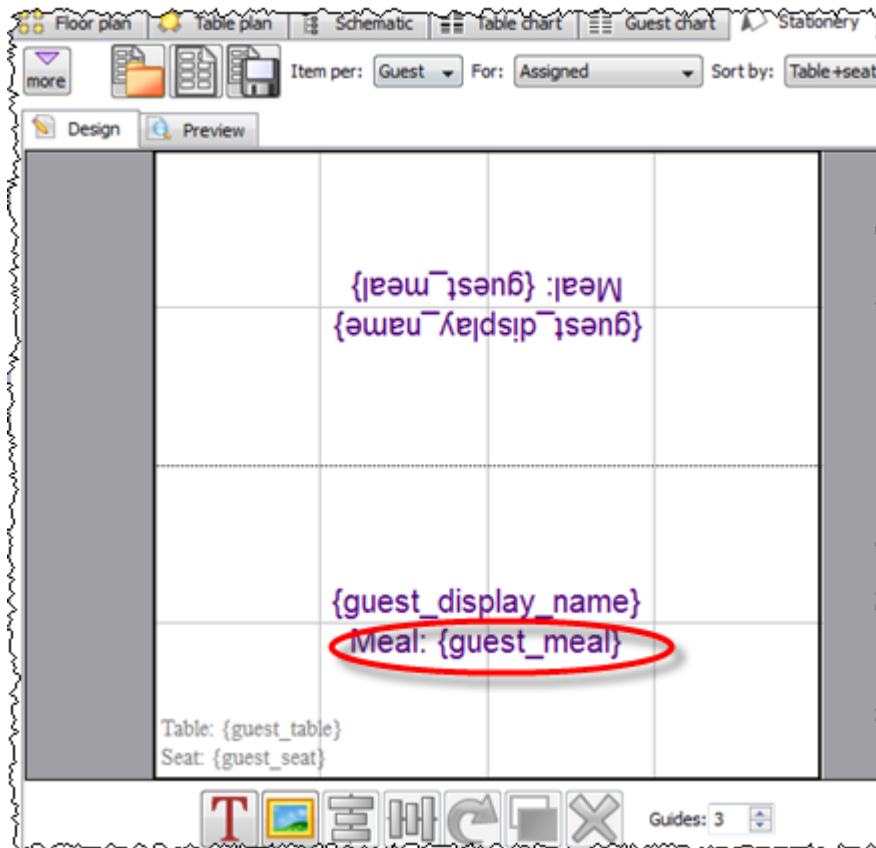 Floor plan Table plan Schematic Table chart Guest chart Stationery
more Item per: Guest For: Assigned Sort by: Table+seat
Design Preview
Meal: {guest_meal}
{guest_display_name}
{guest_display_name}
Meal: {guest_meal}
Table: {guest_table}
Seat: {guest_seat}
T Guides: 3